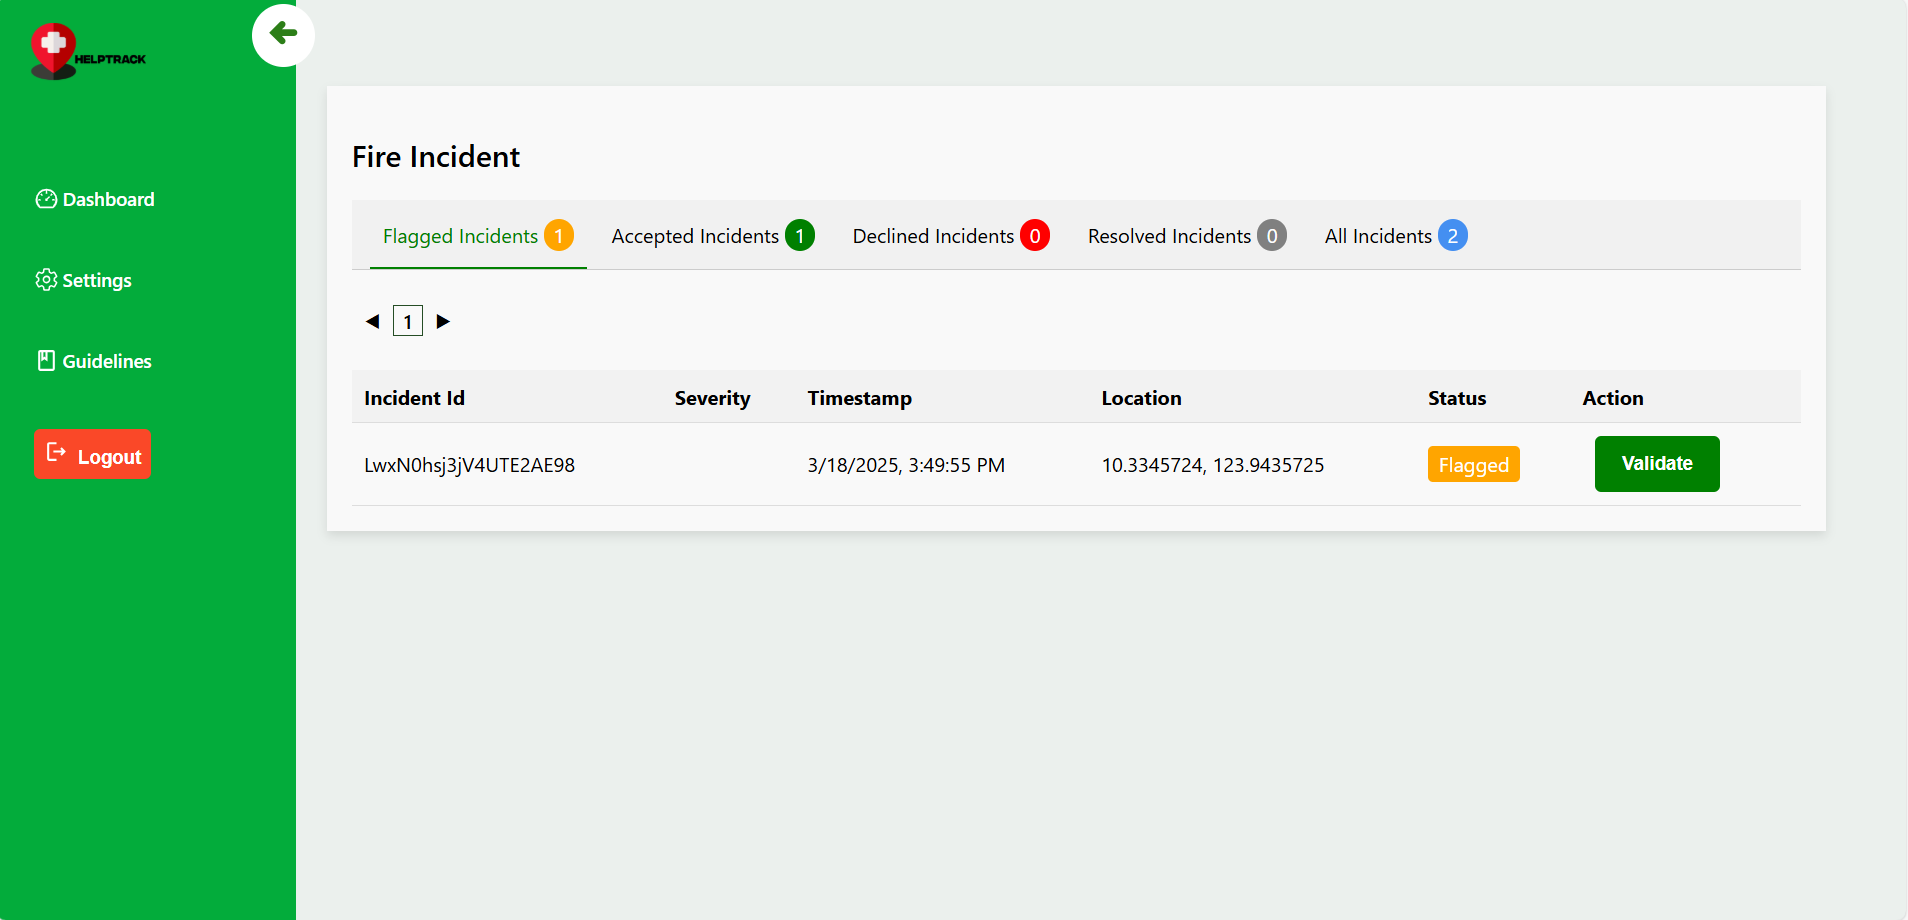 HELPTRACK
Dashboard
Settings
Guidelines
Logout
Fire Incident
Flagged Incidents 1 Accepted Incidents 1 Declined Incidents 0 Resolved Incidents 0 All Incidents 2
◀ 1 ▶
Incident Id Severity Timestamp Location Status Action
LwxN0hsj3jV4UTE2AE98 3/18/2025, 3:49:55 PM 10.3345724, 123.9435725 Flagged Validate